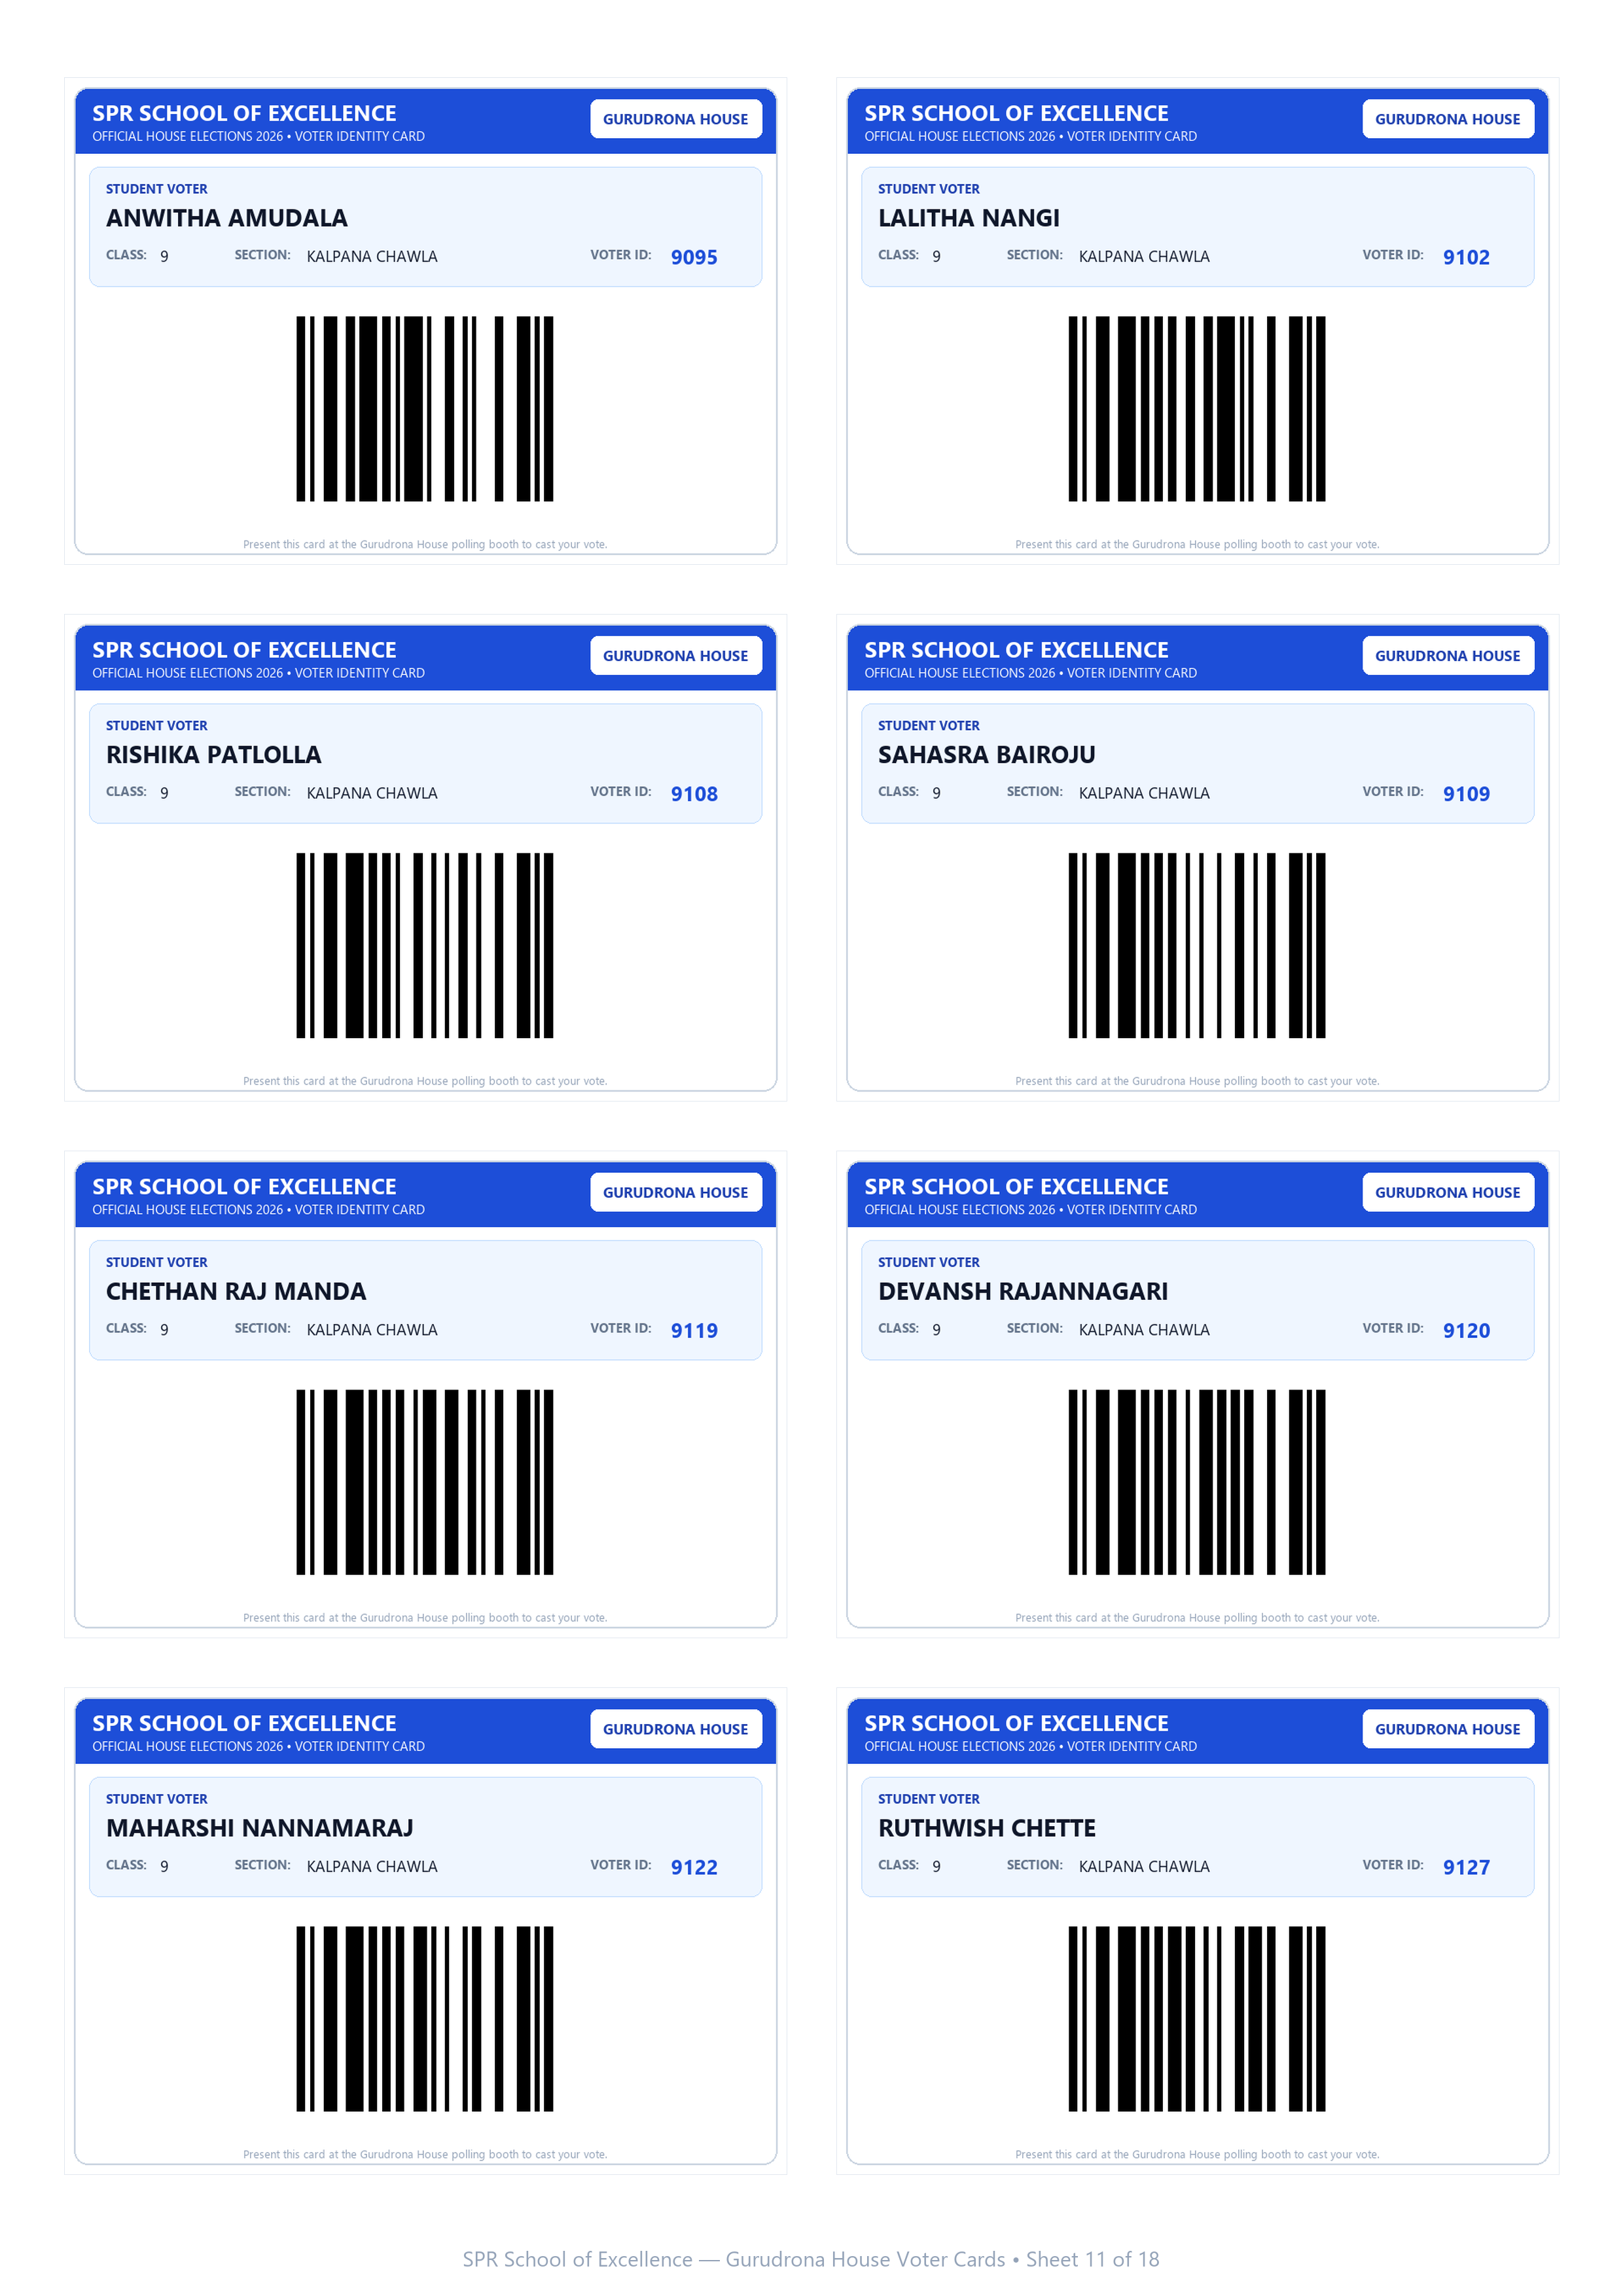 SPR SCHOOL OF EXCELLENCE
OFFICIAL HOUSE ELECTIONS 2026 • VOTER IDENTITY CARD
GURUDRONA HOUSE
STUDENT VOTER
ANWITHA AMUDALA
CLASS: 9 SECTION: KALPANA CHAWLA VOTER ID: 9095
Present this card at the Gurudrona House polling booth to cast your vote.
SPR SCHOOL OF EXCELLENCE
OFFICIAL HOUSE ELECTIONS 2026 • VOTER IDENTITY CARD
GURUDRONA HOUSE
STUDENT VOTER
LALITHA NANGI
CLASS: 9 SECTION: KALPANA CHAWLA VOTER ID: 9102
Present this card at the Gurudrona House polling booth to cast your vote.
SPR SCHOOL OF EXCELLENCE
OFFICIAL HOUSE ELECTIONS 2026 • VOTER IDENTITY CARD
GURUDRONA HOUSE
STUDENT VOTER
RISHIKA PATLOLLA
CLASS: 9 SECTION: KALPANA CHAWLA VOTER ID: 9108
Present this card at the Gurudrona House polling booth to cast your vote.
SPR SCHOOL OF EXCELLENCE
OFFICIAL HOUSE ELECTIONS 2026 • VOTER IDENTITY CARD
GURUDRONA HOUSE
STUDENT VOTER
SAHASRA BAIROJU
CLASS: 9 SECTION: KALPANA CHAWLA VOTER ID: 9109
Present this card at the Gurudrona House polling booth to cast your vote.
SPR SCHOOL OF EXCELLENCE
OFFICIAL HOUSE ELECTIONS 2026 • VOTER IDENTITY CARD
GURUDRONA HOUSE
STUDENT VOTER
CHETHAN RAJ MANDA
CLASS: 9 SECTION: KALPANA CHAWLA VOTER ID: 9119
Present this card at the Gurudrona House polling booth to cast your vote.
SPR SCHOOL OF EXCELLENCE
OFFICIAL HOUSE ELECTIONS 2026 • VOTER IDENTITY CARD
GURUDRONA HOUSE
STUDENT VOTER
DEVANSH RAJANNAGARI
CLASS: 9 SECTION: KALPANA CHAWLA VOTER ID: 9120
Present this card at the Gurudrona House polling booth to cast your vote.
SPR SCHOOL OF EXCELLENCE
OFFICIAL HOUSE ELECTIONS 2026 • VOTER IDENTITY CARD
GURUDRONA HOUSE
STUDENT VOTER
MAHARSHI NANNAMARAJ
CLASS: 9 SECTION: KALPANA CHAWLA VOTER ID: 9122
Present this card at the Gurudrona House polling booth to cast your vote.
SPR SCHOOL OF EXCELLENCE
OFFICIAL HOUSE ELECTIONS 2026 • VOTER IDENTITY CARD
GURUDRONA HOUSE
STUDENT VOTER
RUTHWISH CHETTE
CLASS: 9 SECTION: KALPANA CHAWLA VOTER ID: 9127
Present this card at the Gurudrona House polling booth to cast your vote.
SPR School of Excellence — Gurudrona House Voter Cards • Sheet 11 of 18